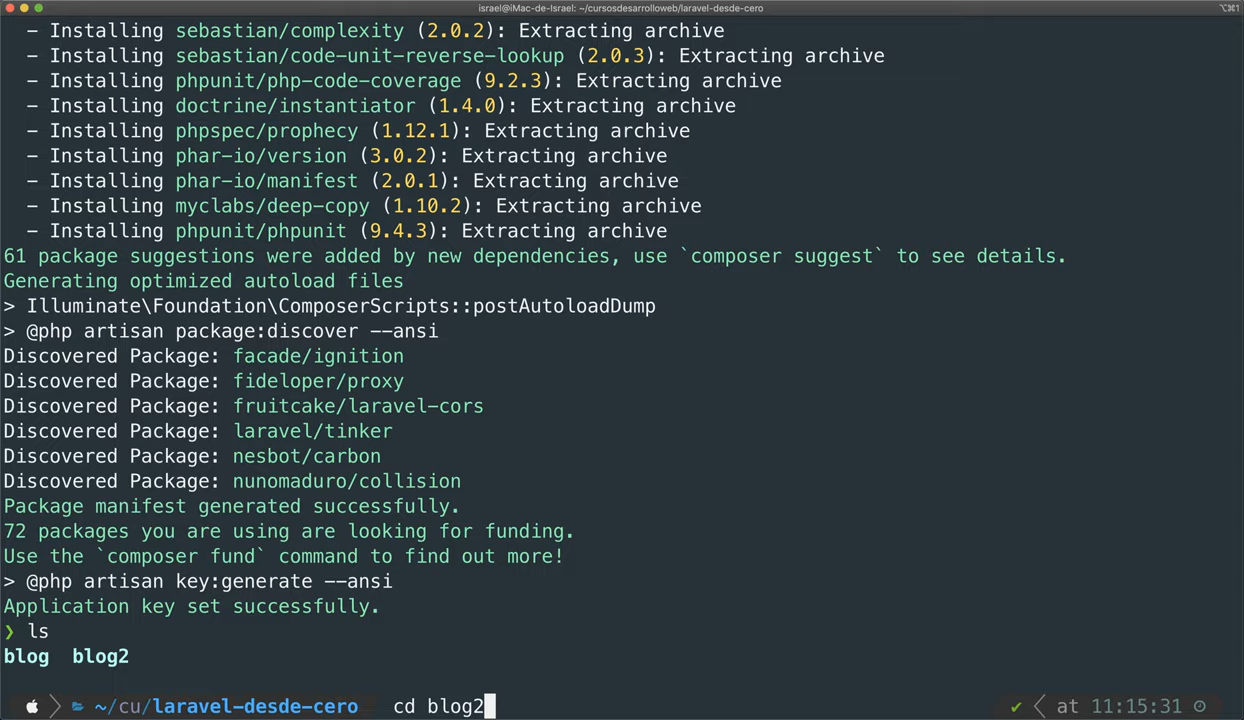 israel@iMac-de-Israel: ~/cursosdesarrolloweb/laravel-desde-cero ⌥⌘1
- Installing sebastian/complexity (2.0.2): Extracting archive
- Installing sebastian/code-unit-reverse-lookup (2.0.3): Extracting archive
- Installing phpunit/php-code-coverage (9.2.3): Extracting archive
- Installing doctrine/instantiator (1.4.0): Extracting archive
- Installing phpspec/prophecy (1.12.1): Extracting archive
- Installing phar-io/version (3.0.2): Extracting archive
- Installing phar-io/manifest (2.0.1): Extracting archive
- Installing myclabs/deep-copy (1.10.2): Extracting archive
- Installing phpunit/phpunit (9.4.3): Extracting archive
61 package suggestions were added by new dependencies, use `composer suggest` to see details.
Generating optimized autoload files
> Illuminate\Foundation\ComposerScripts::postAutoloadDump
> @php artisan package:discover --ansi
Discovered Package: facade/ignition
Discovered Package: fideloper/proxy
Discovered Package: fruitcake/laravel-cors
Discovered Package: laravel/tinker
Discovered Package: nesbot/carbon
Discovered Package: nunomaduro/collision
Package manifest generated successfully.
72 packages you are using are looking for funding.
Use the `composer fund` command to find out more!
> @php artisan key:generate --ansi
Application key set successfully.
❯ ls
blog  blog2
~/cu/laravel-desde-cero cd blog2 ✔ at 11:15:31